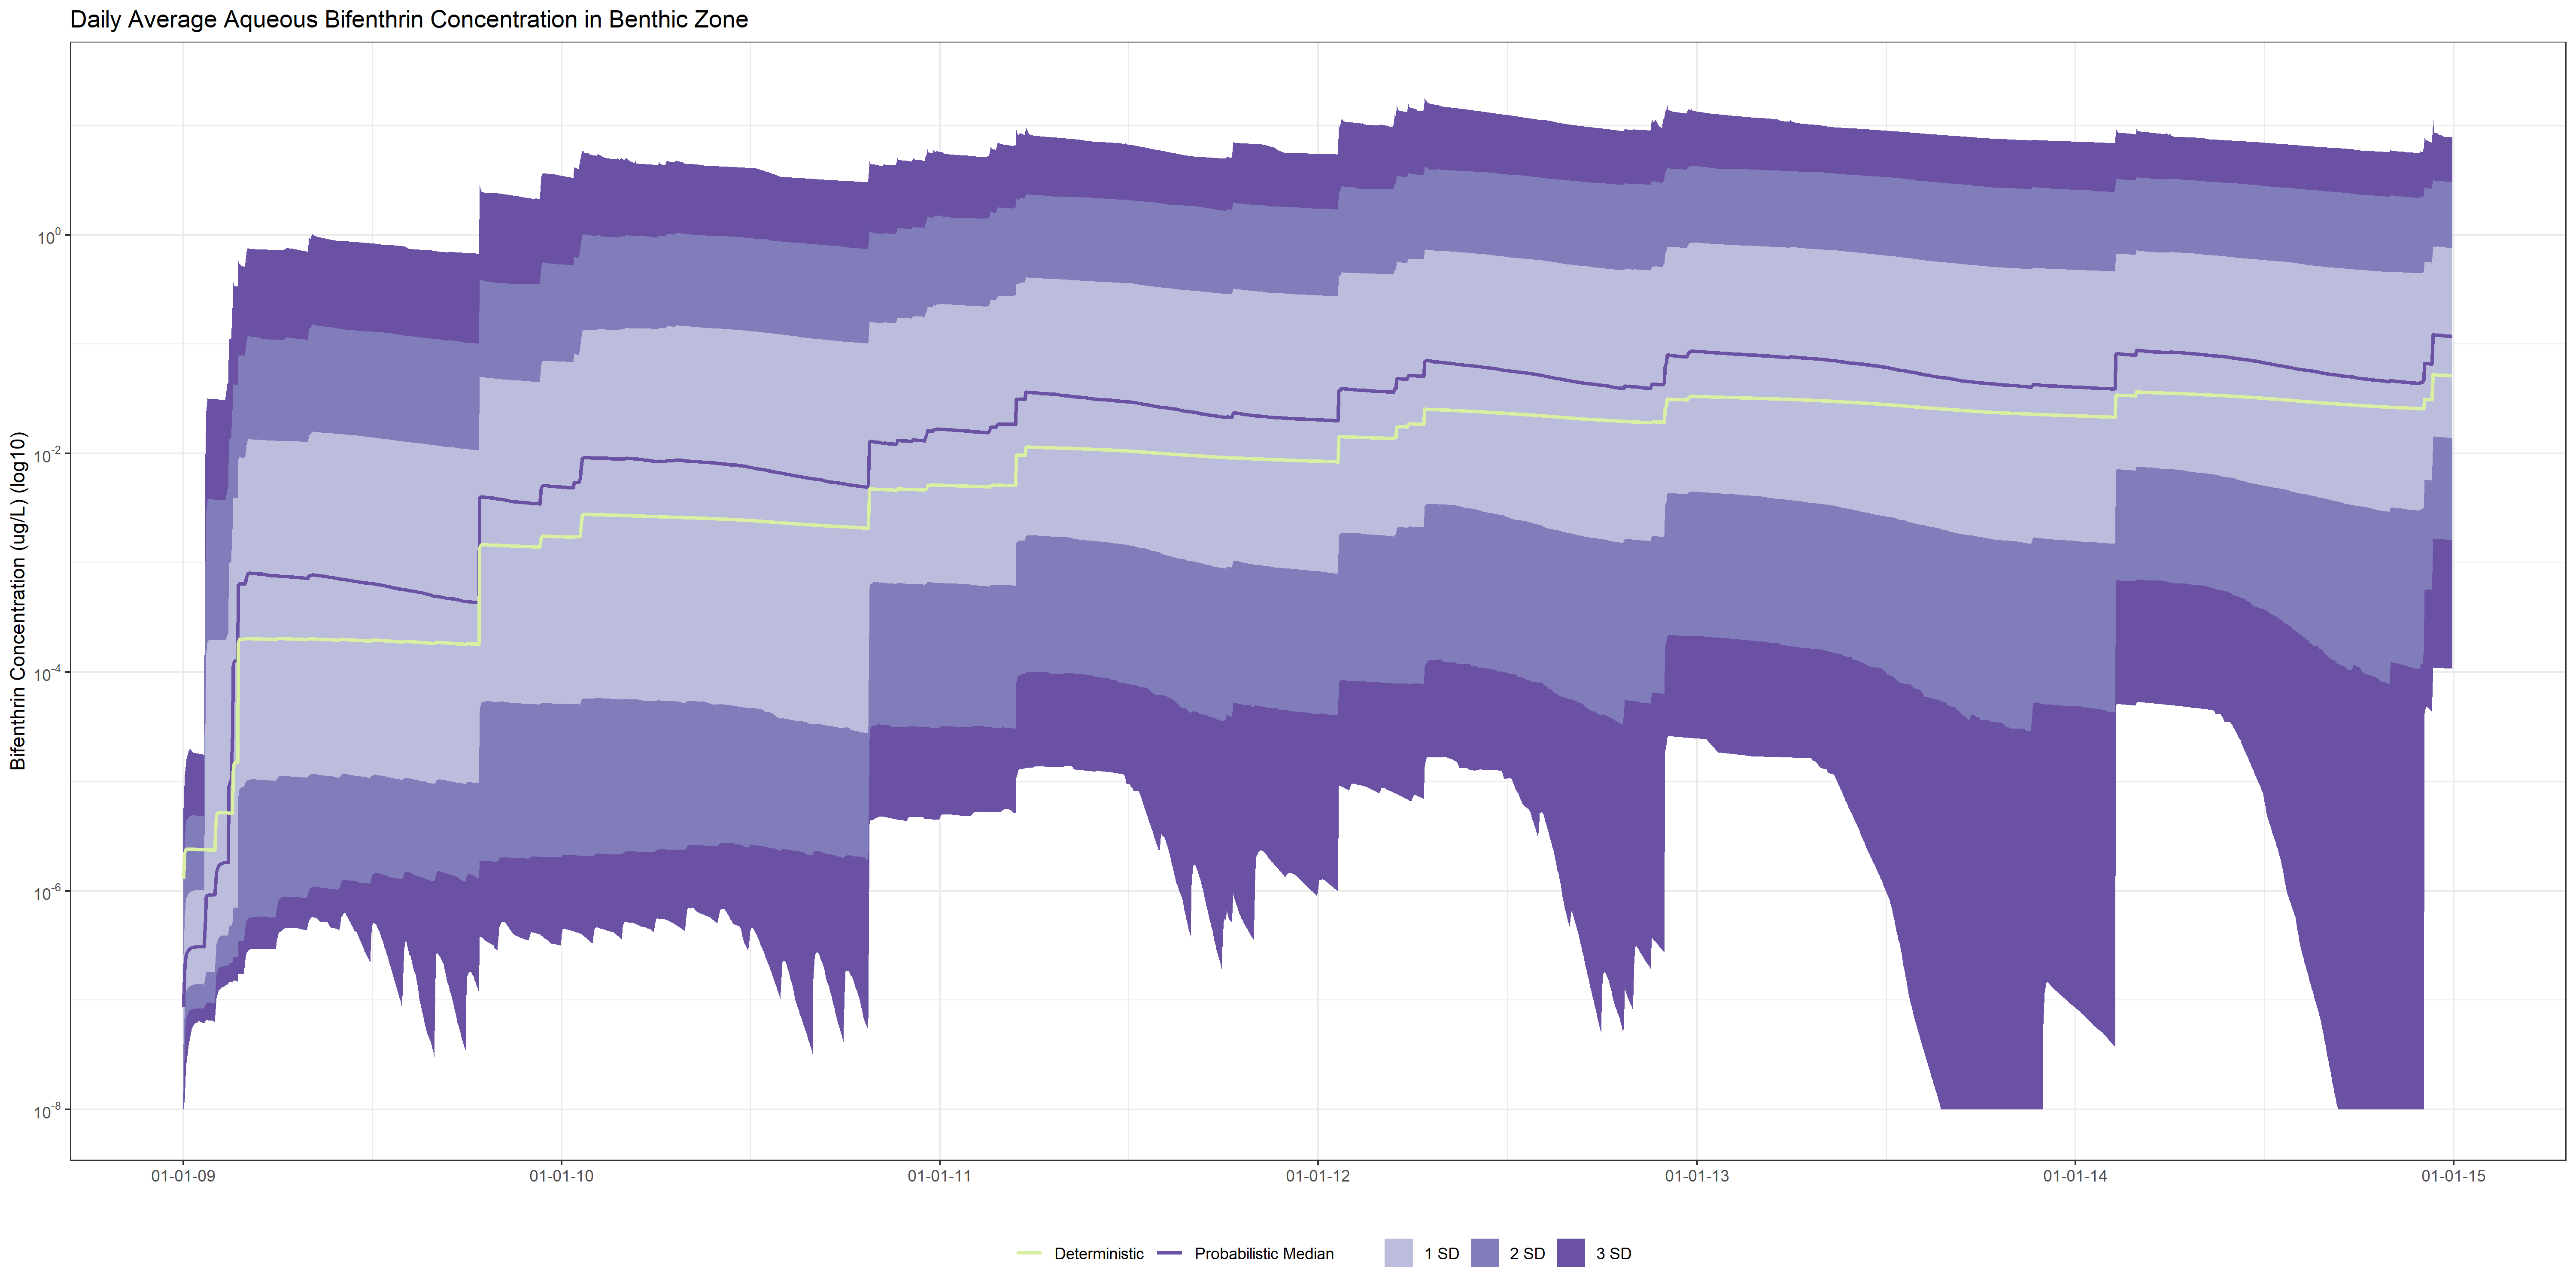 Daily Average Aqueous Bifenthrin Concentration in Benthic Zone
Bifenthrin Concentration (ug/L) (log10)
10^0
10^-2
10^-4
10^-6
10^-8
01-01-09
01-01-10
01-01-11
01-01-12
01-01-13
01-01-14
01-01-15
Deterministic
Probabilistic Median
1 SD
2 SD
3 SD